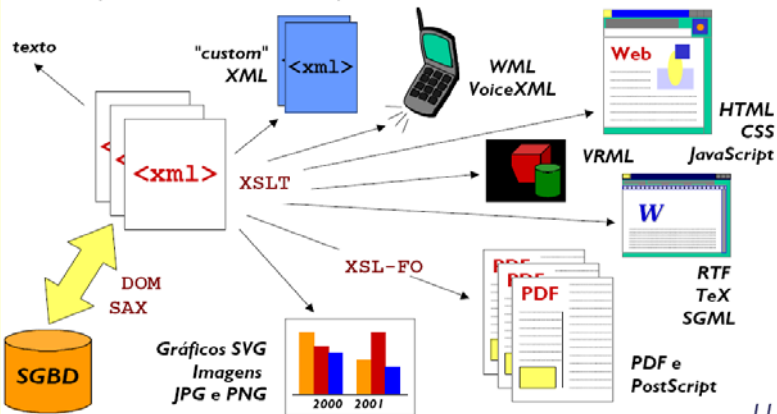 texto
"custom"
XML
<xml>
WML
VoiceXML
Web
HTML
CSS
JavaScript
<xml>
XSLT
VRML
W
RTF
TeX
SGML
DOM
SAX
XSL-FO
PDF
PDF
PDF e
PostScript
SGBD
Gráficos SVG
Imagens
JPG e PNG
2000 2001